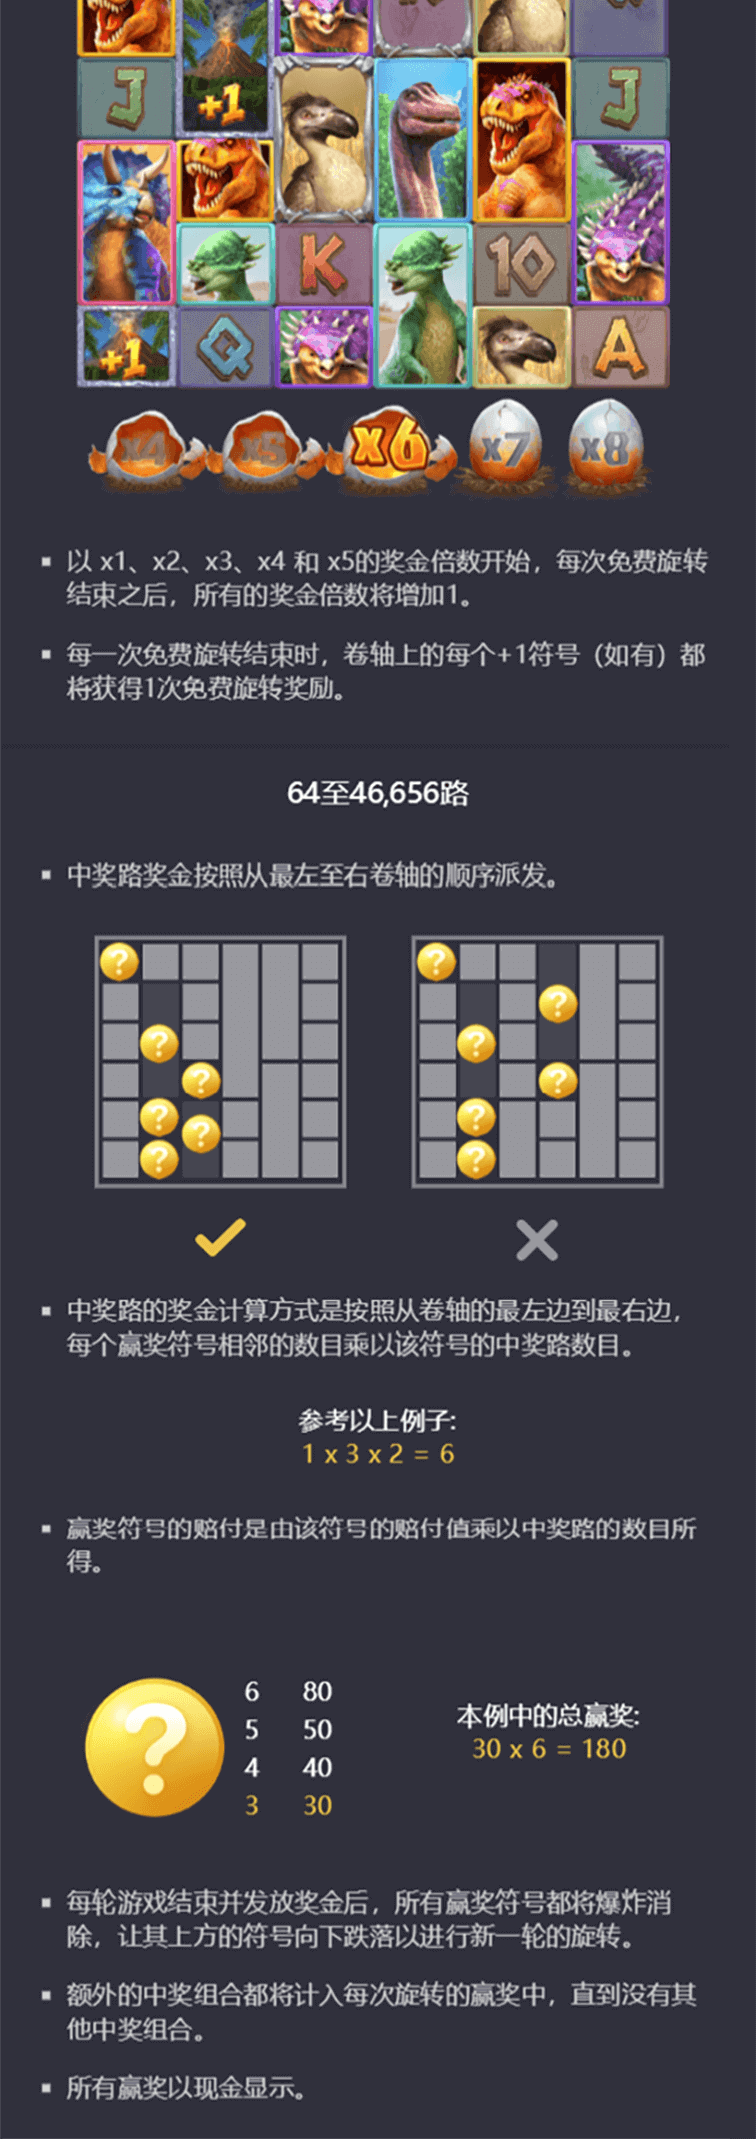 J
+1
J
K
10
+1
Q
A
x4
x5
x6
x7
x8
以 x1、x2、x3、x4 和 x5的奖金倍数开始，每次免费旋转
结束之后，所有的奖金倍数将增加1。
每一次免费旋转结束时，卷轴上的每个+1符号（如有）都
将获得1次免费旋转奖励。
64至46,656路
中奖路奖金按照从最左至右卷轴的顺序派发。
? ?
?
? ?
? ?
? ? ?
? ?
中奖路的奖金计算方式是按照从卷轴的最左边到最右边，
每个赢奖符号相邻的数目乘以该符号的中奖路数目。
参考以上例子:
1 x 3 x 2 = 6
赢奖符号的赔付是由该符号的赔付值乘以中奖路的数目所
得。
?
6 80
5 50
4 40
3 30
本例中的总赢奖:
30 x 6 = 180
每轮游戏结束并发放奖金后，所有赢奖符号都将爆炸消
除，让其上方的符号向下跌落以进行新一轮的旋转。
额外的中奖组合都将计入每次旋转的赢奖中，直到没有其
他中奖组合。
所有赢奖以现金显示。